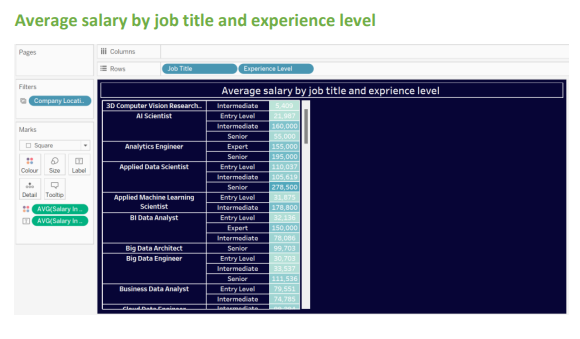 Average salary by job title and experience level
Pages
Columns
Rows
Job Title
Experience Level
Filters
Company Locati..
Marks
Square
Colour
Size
Label
Detail
Tooltip
AVG(Salary In ..
AVG(Salary In ..
Average salary by job title and exprience level
3D Computer Vision Research.. Intermediate 5,409
AI Scientist Entry Level 21,987
Intermediate 160,000
Senior 55,000
Analytics Engineer Expert 155,000
Senior 195,000
Applied Data Scientist Entry Level 110,037
Intermediate 105,619
Senior 278,500
Applied Machine Learning Scientist Entry Level 31,875
Intermediate 178,800
BI Data Analyst Entry Level 32,136
Expert 150,000
Intermediate 78,086
Big Data Architect Senior 99,703
Big Data Engineer Entry Level 30,703
Intermediate 33,537
Senior 111,536
Business Data Analyst Entry Level 79,551
Intermediate 74,785
Cloud Data Engineer Intermediate